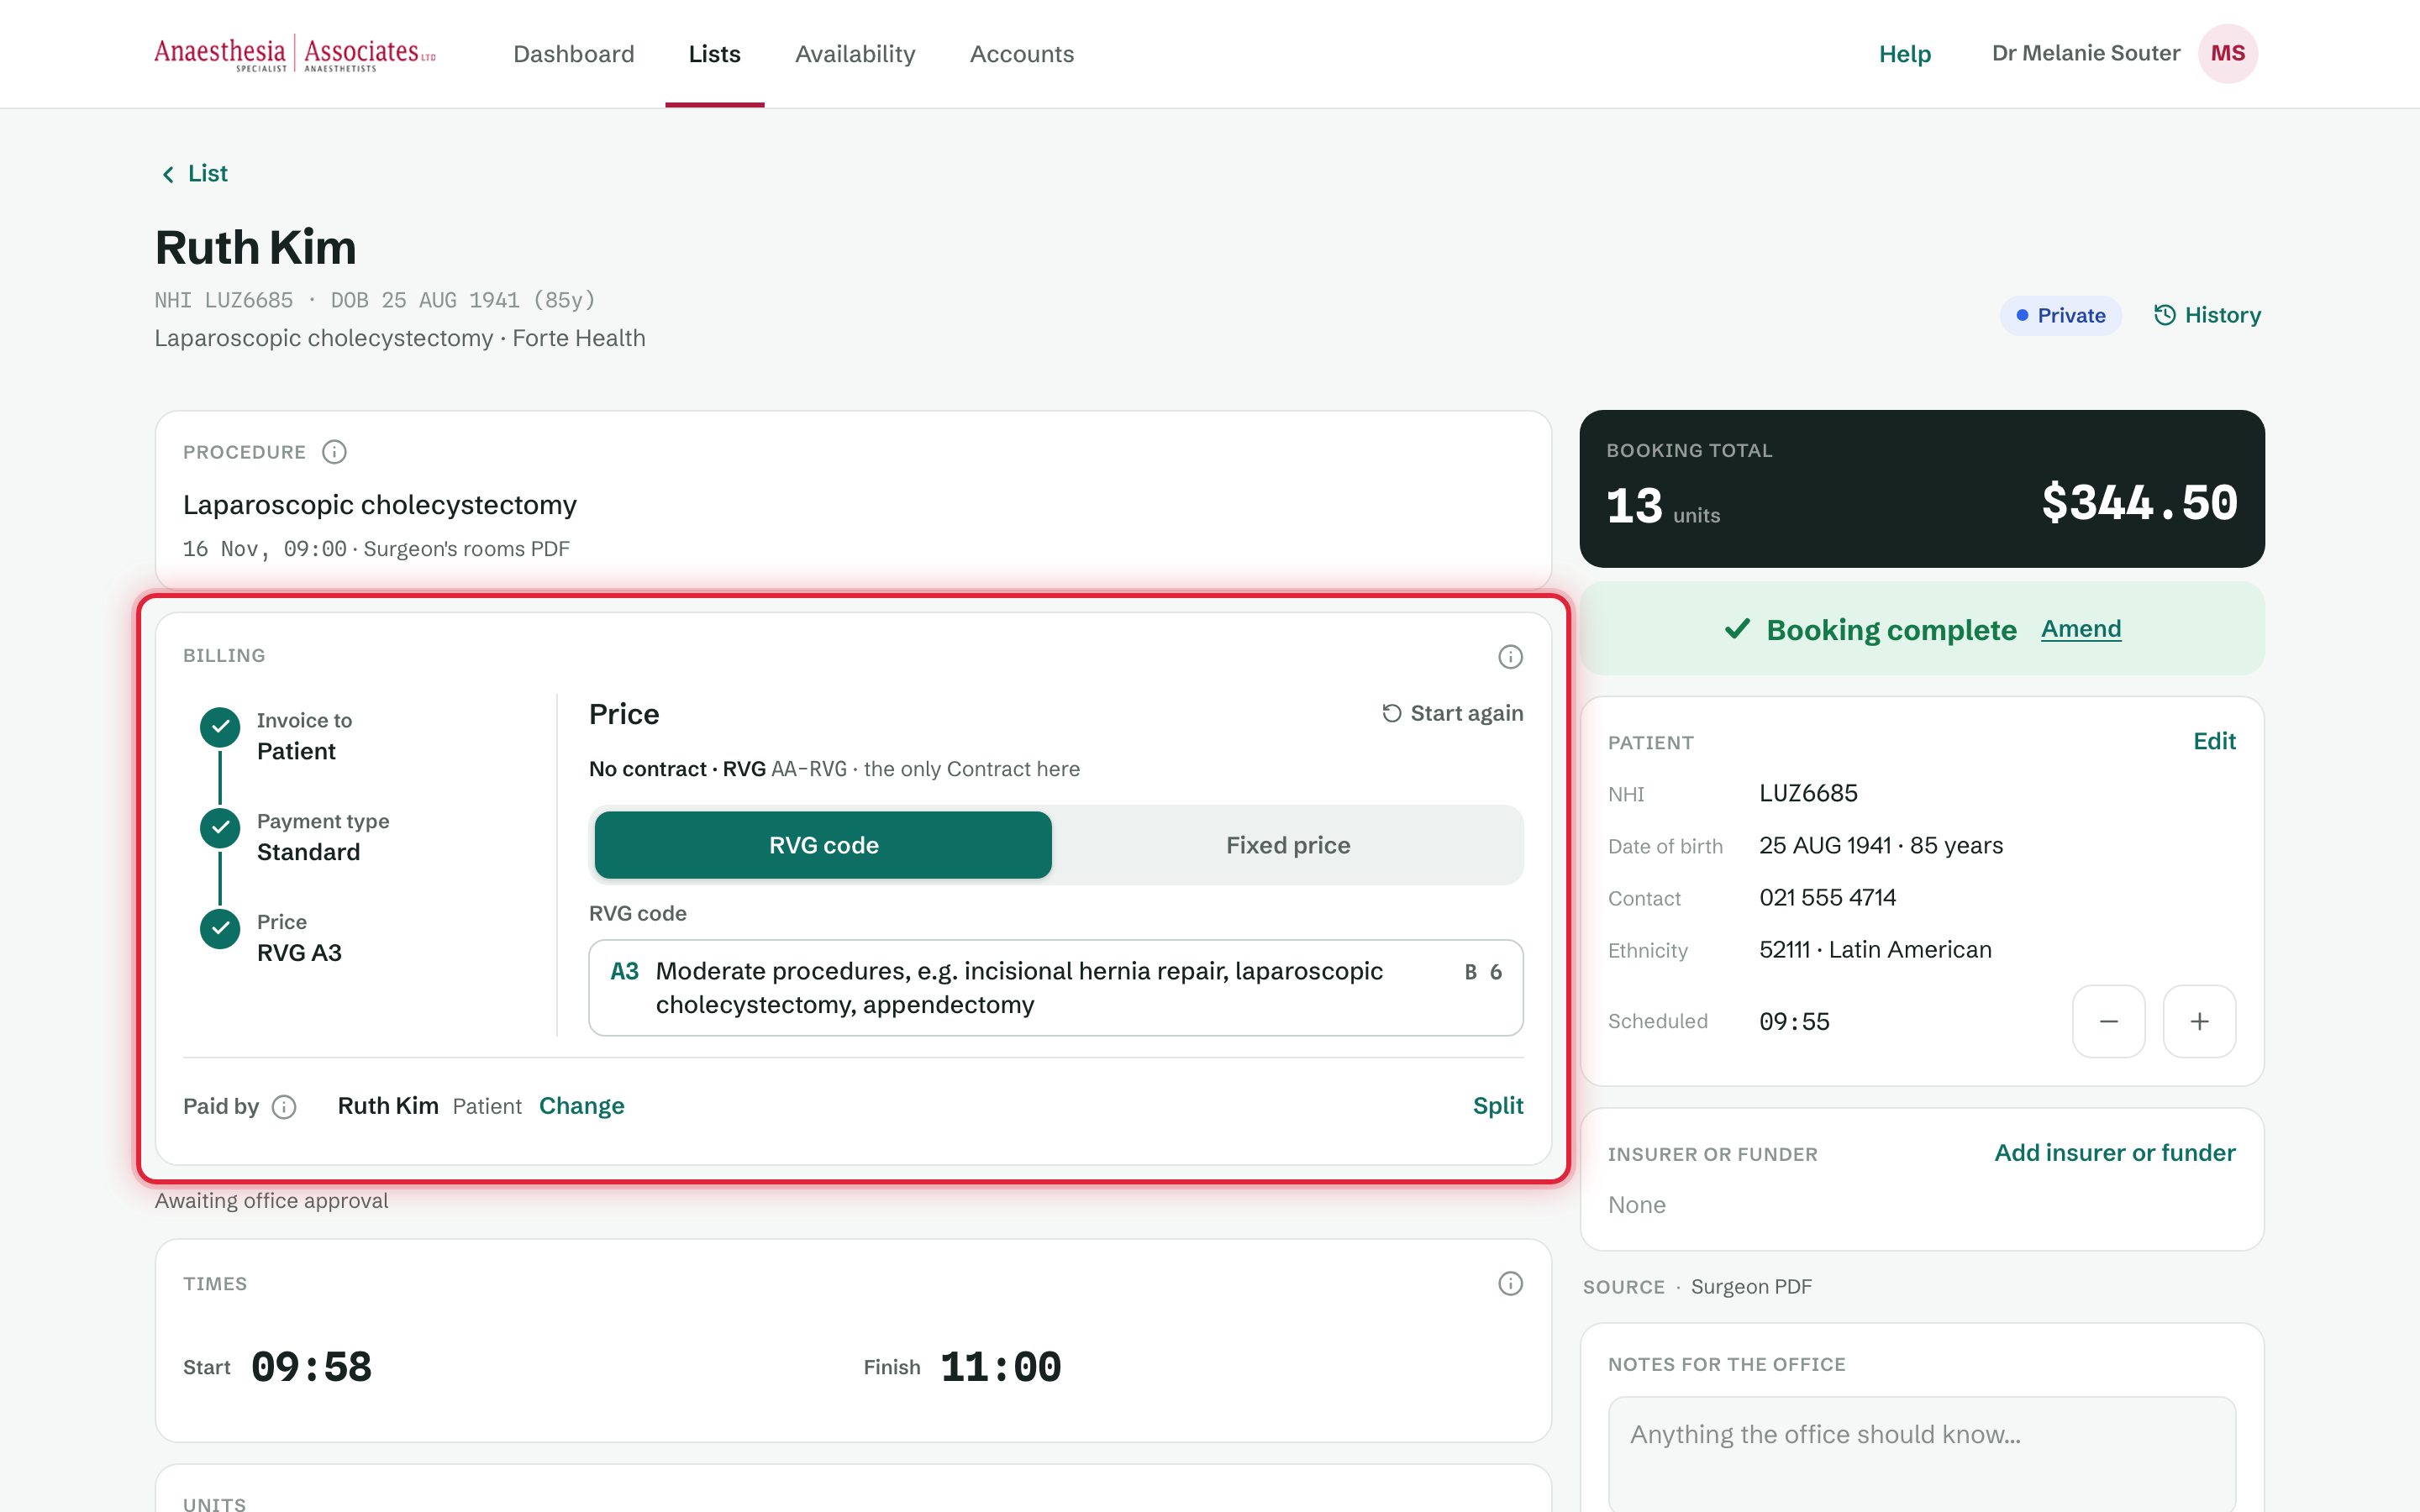 Anaesthesia Associates LTD
SPECIALIST ANAESTHETISTS
Dashboard
Lists
Availability
Accounts
Help
Dr Melanie Souter
MS
List
Ruth Kim
NHI LUZ6685 · DOB 25 AUG 1941 (85y)
Laparoscopic cholecystectomy · Forte Health
Private
History
PROCEDURE
Laparoscopic cholecystectomy
16 Nov, 09:00 · Surgeon's rooms PDF
BOOKING TOTAL
13 units
$344.50
Booking complete Amend
BILLING
Invoice to
Patient
Payment type
Standard
Price
RVG A3
Price
Start again
No contract · RVG AA-RVG · the only Contract here
RVG code
Fixed price
RVG code
A3 Moderate procedures, e.g. incisional hernia repair, laparoscopic B 6
cholecystectomy, appendectomy
Paid by Ruth Kim Patient Change
Split
Awaiting office approval
TIMES
Start 09:58
Finish 11:00
UNITS
PATIENT
Edit
NHI LUZ6685
Date of birth 25 AUG 1941 · 85 years
Contact 021 555 4714
Ethnicity 52111 · Latin American
Scheduled 09:55 − +
INSURER OR FUNDER
Add insurer or funder
None
SOURCE · Surgeon PDF
NOTES FOR THE OFFICE
Anything the office should know...